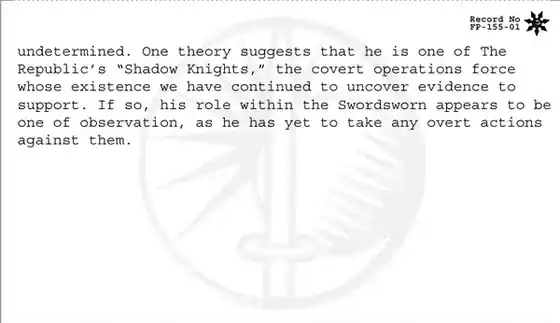 Record No
FP-155-01
undetermined. One theory suggests that he is one of The
Republic’s “Shadow Knights,” the covert operations force
whose existence we have continued to uncover evidence to
support. If so, his role within the Swordsworn appears to be
one of observation, as he has yet to take any overt actions
against them.